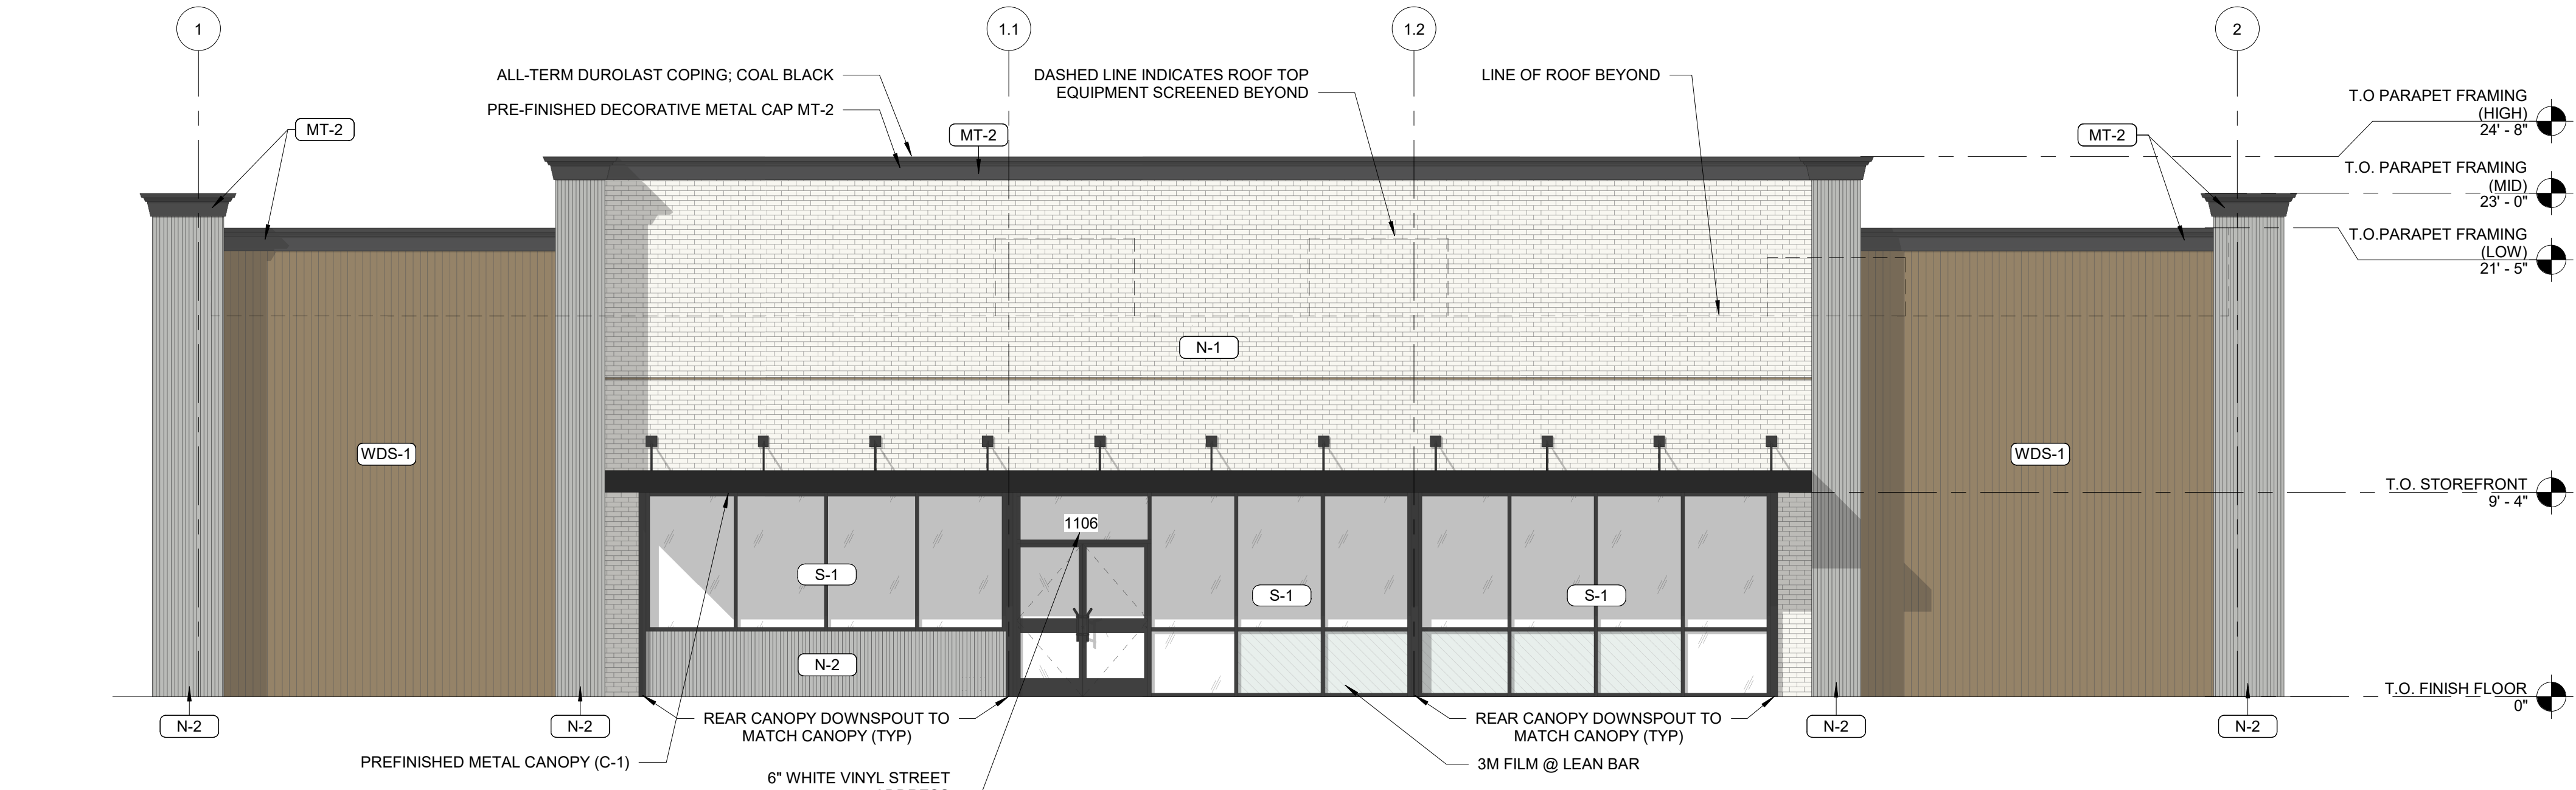 1
1.1
1.2
2
ALL-TERM DUROLAST COPING; COAL BLACK
PRE-FINISHED DECORATIVE METAL CAP MT-2
DASHED LINE INDICATES ROOF TOP
EQUIPMENT SCREENED BEYOND
LINE OF ROOF BEYOND
T.O PARAPET FRAMING
(HIGH)
24' - 8"
MT-2
MT-2
MT-2
T.O. PARAPET FRAMING
(MID)
23' - 0"
T.O.PARAPET FRAMING
(LOW)
21' - 5"
N-1
WDS-1
WDS-1
T.O. STOREFRONT
9' - 4"
1106
S-1
S-1
S-1
N-2
T.O. FINISH FLOOR
0"
N-2
N-2
REAR CANOPY DOWNSPOUT TO
MATCH CANOPY (TYP)
REAR CANOPY DOWNSPOUT TO
MATCH CANOPY (TYP)
N-2
N-2
PREFINISHED METAL CANOPY (C-1)
3M FILM @ LEAN BAR
6" WHITE VINYL STREET